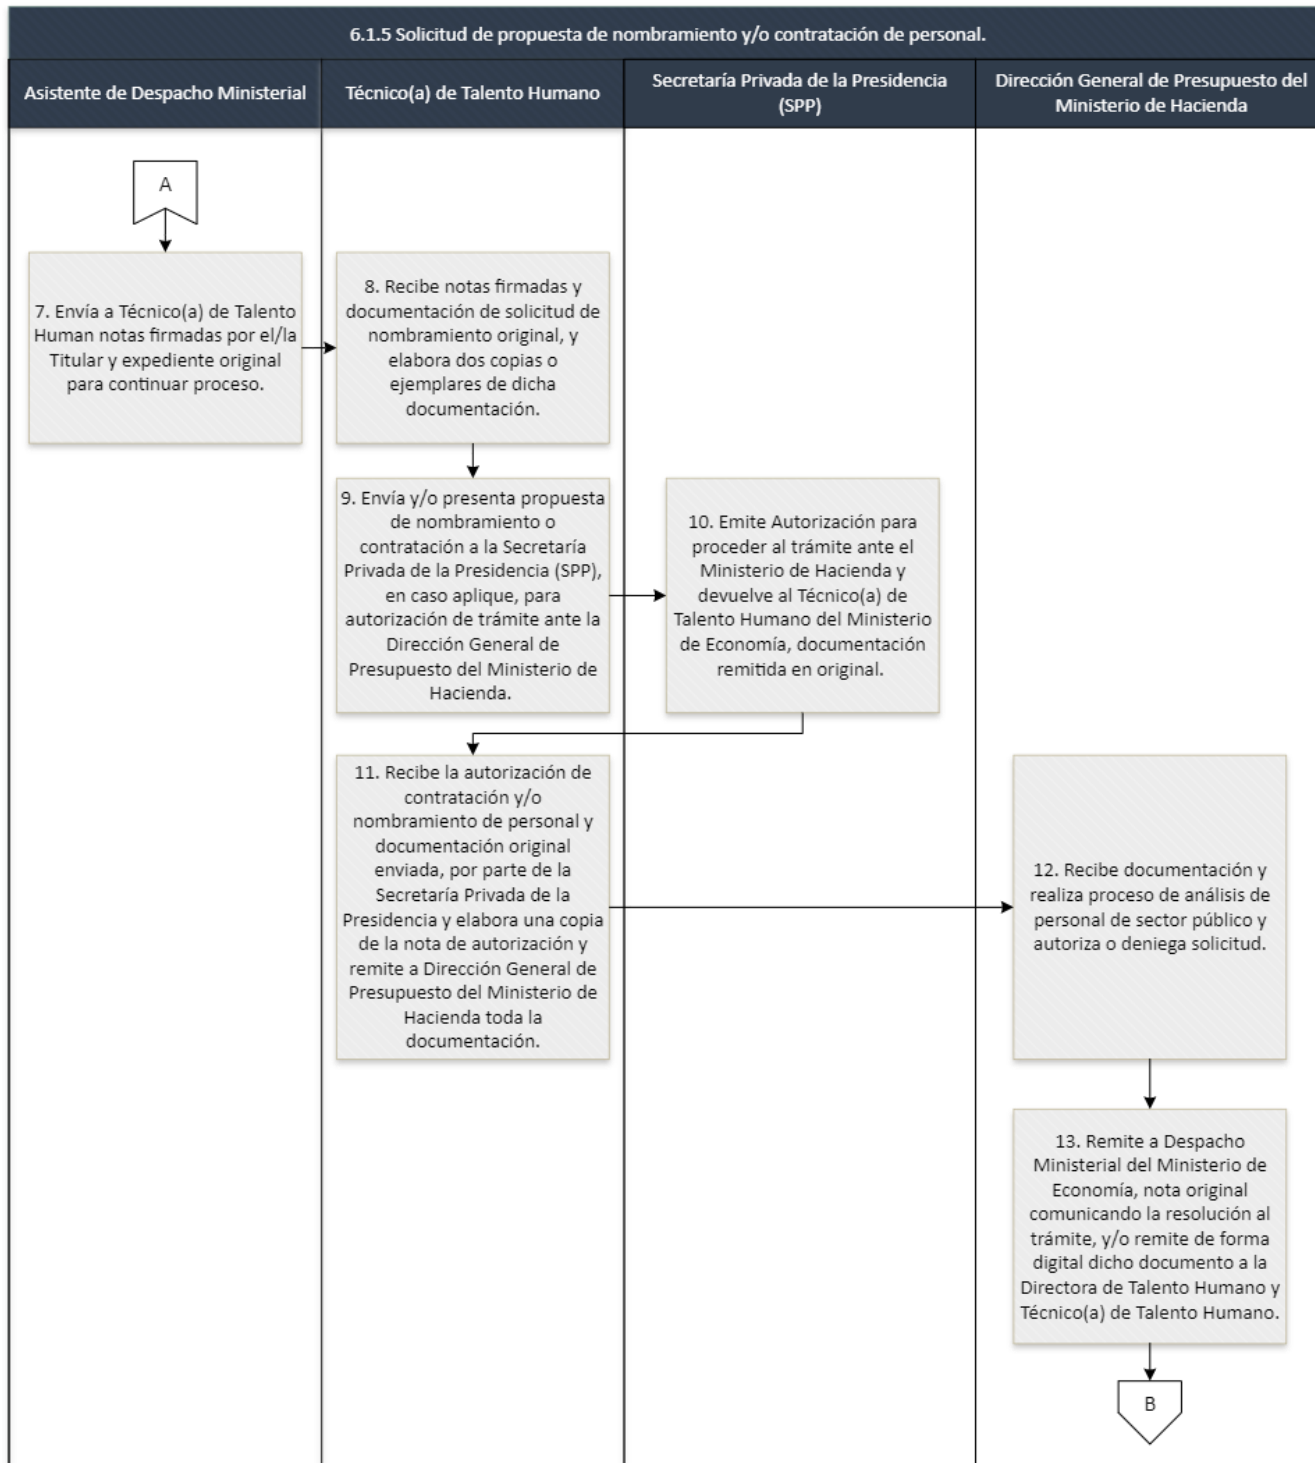 6.1.5 Solicitud de propuesta de nombramiento y/o contratación de personal.
Asistente de Despacho Ministerial
Técnico(a) de Talento Humano
Secretaría Privada de la Presidencia
(SPP)
Dirección General de Presupuesto del
Ministerio de Hacienda
A
7. Envía a Técnico(a) de Talento
Human notas firmadas por el/la
Titular y expediente original
para continuar proceso.
8. Recibe notas firmadas y
documentación de solicitud de
nombramiento original, y
elabora dos copias o
ejemplares de dicha
documentación.
9. Envía y/o presenta propuesta
de nombramiento o
contratación a la Secretaría
Privada de la Presidencia (SPP),
en caso aplique, para
autorización de trámite ante la
Dirección General de
Presupuesto del Ministerio de
Hacienda.
10. Emite Autorización para
proceder al trámite ante el
Ministerio de Hacienda y
devuelve al Técnico(a) de
Talento Humano del Ministerio
de Economía, documentación
remitida en original.
11. Recibe la autorización de
contratación y/o
nombramiento de personal y
documentación original
enviada, por parte de la
Secretaría Privada de la
Presidencia y elabora una copia
de la nota de autorización y
remite a Dirección General de
Presupuesto del Ministerio de
Hacienda toda la
documentación.
12. Recibe documentación y
realiza proceso de análisis de
personal de sector público y
autoriza o deniega solicitud.
13. Remite a Despacho
Ministerial del Ministerio de
Economía, nota original
comunicando la resolución al
trámite, y/o remite de forma
digital dicho documento a la
Directora de Talento Humano y
Técnico(a) de Talento Humano.
B